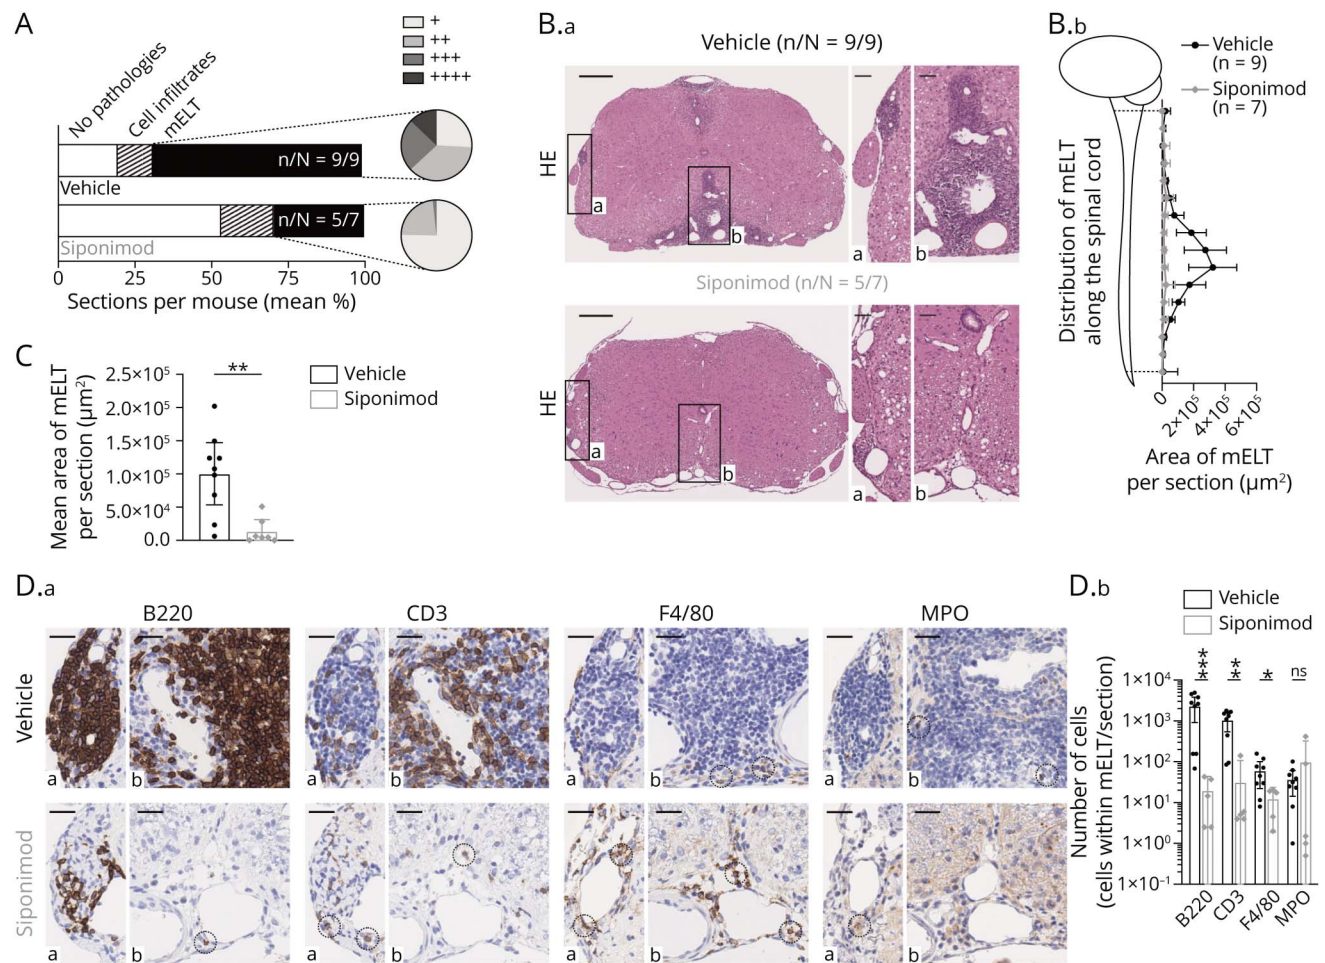 A
+
++
+++
++++
No pathologies
Cell infiltrates
mELT
n/N = 9/9
Vehicle
n/N = 5/7
Siponimod
0 25 50 75 100
Sections per mouse (mean %)
B.a
Vehicle (n/N = 9/9)
HE
a
b
a
b
Siponimod (n/N = 5/7)
HE
a
b
a
b
B.b
Vehicle
(n = 9)
Siponimod
(n = 7)
Distribution of mELT
along the spinal cord
0
2×10⁵
4×10⁵
6×10⁵
Area of mELT
per section (µm²)
C
**
Vehicle
Siponimod
Mean area of mELT
per section (µm²)
2.5×10⁵
2.0×10⁵
1.5×10⁵
1.0×10⁵
5.0×10⁴
0.0
D.a
B220 CD3 F4/80 MPO
Vehicle
a b a b a b a b
Siponimod
a b a b a b a b
D.b
Vehicle
Siponimod
*** ** * ns
Number of cells
(cells within mELT/section)
1×10⁴
1×10³
1×10²
1×10¹
1×10⁰
1×10⁻¹
B220
CD3
F4/80
MPO